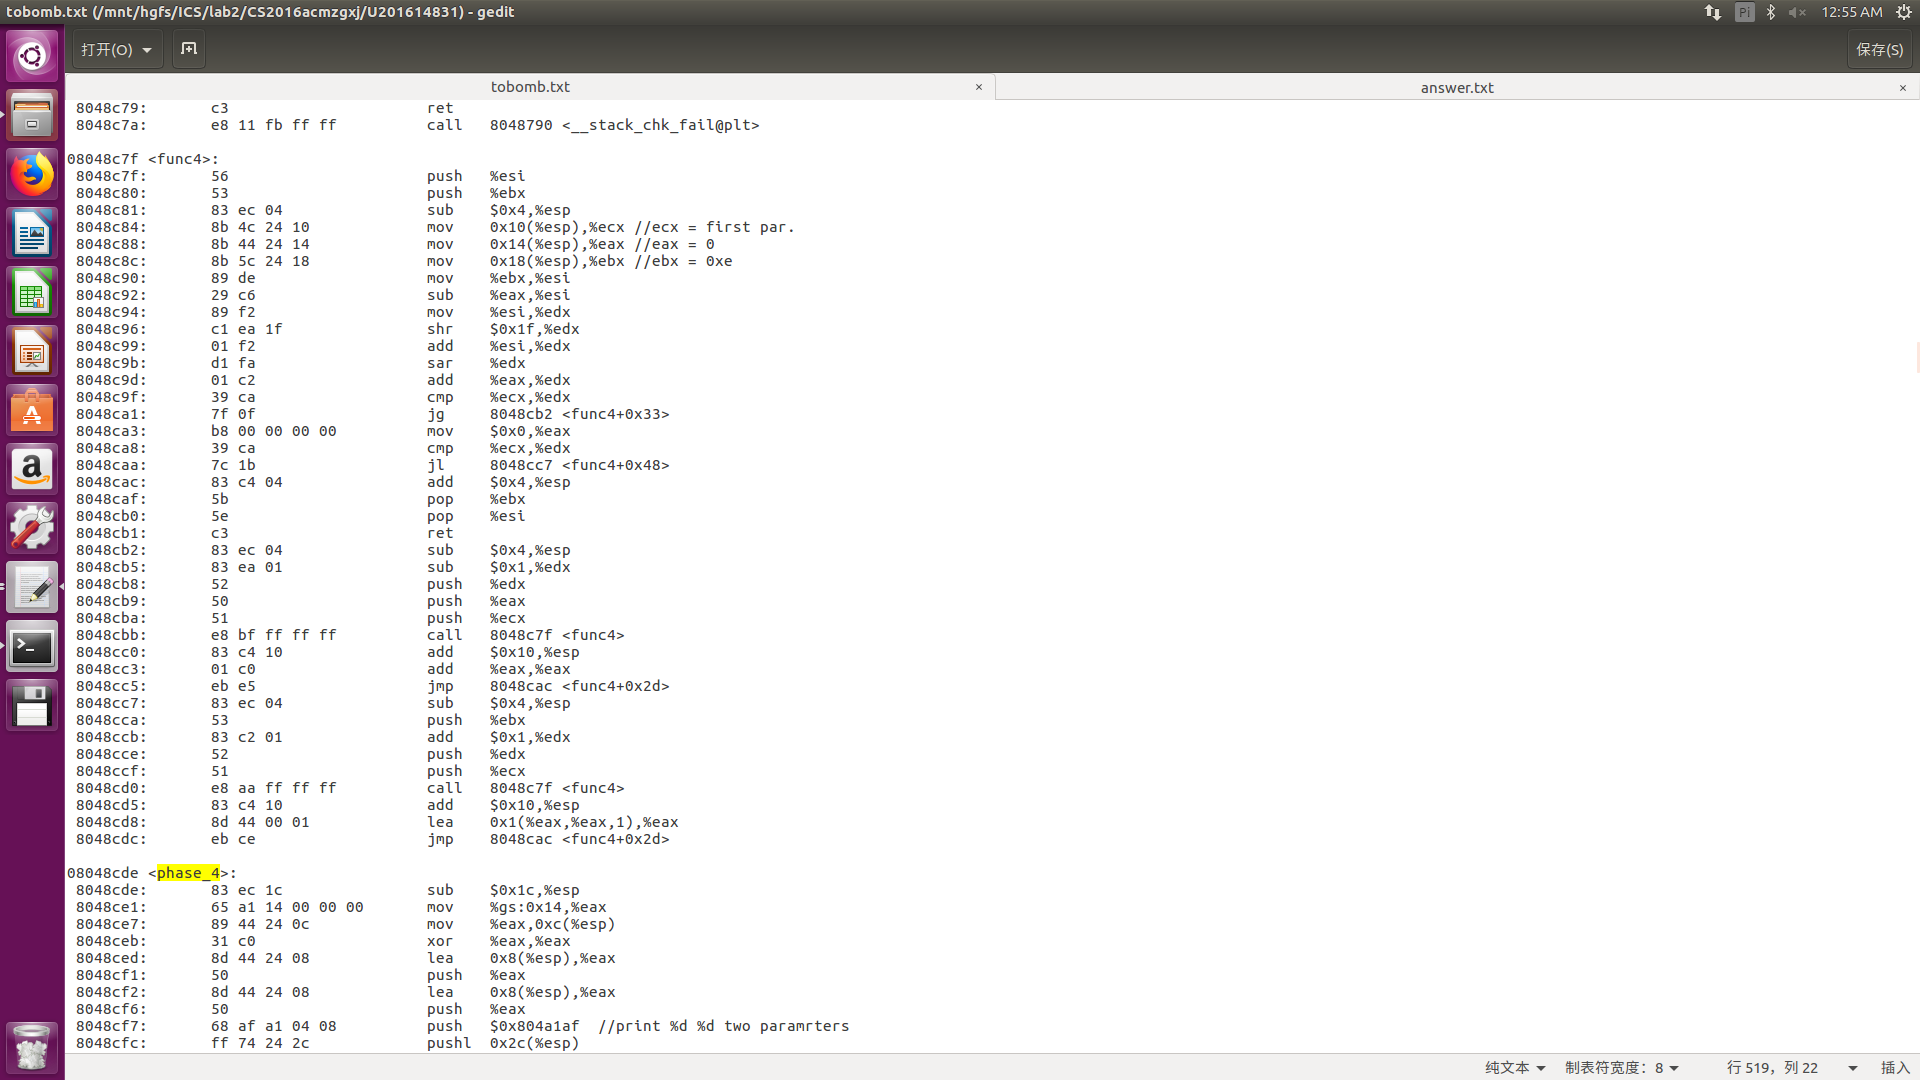 tobomb.txt (/mnt/hgfs/ICS/lab2/CS2016acmzgxj/U201614831) - gedit
Pi
12:55 AM
打开(O)
保存(S)
tobomb.txt ×
answer.txt ×
8048c79: c3 ret
8048c7a: e8 11 fb ff ff call 8048790 <__stack_chk_fail@plt>
08048c7f <func4>:
8048c7f: 56 push %esi
8048c80: 53 push %ebx
8048c81: 83 ec 04 sub $0x4,%esp
8048c84: 8b 4c 24 10 mov 0x10(%esp),%ecx //ecx = first par.
8048c88: 8b 44 24 14 mov 0x14(%esp),%eax //eax = 0
8048c8c: 8b 5c 24 18 mov 0x18(%esp),%ebx //ebx = 0xe
8048c90: 89 de mov %ebx,%esi
8048c92: 29 c6 sub %eax,%esi
8048c94: 89 f2 mov %esi,%edx
8048c96: c1 ea 1f shr $0x1f,%edx
8048c99: 01 f2 add %esi,%edx
8048c9b: d1 fa sar %edx
8048c9d: 01 c2 add %eax,%edx
8048c9f: 39 ca cmp %ecx,%edx
8048ca1: 7f 0f jg 8048cb2 <func4+0x33>
8048ca3: b8 00 00 00 00 mov $0x0,%eax
8048ca8: 39 ca cmp %ecx,%edx
8048caa: 7c 1b jl 8048cc7 <func4+0x48>
8048cac: 83 c4 04 add $0x4,%esp
8048caf: 5b pop %ebx
8048cb0: 5e pop %esi
8048cb1: c3 ret
8048cb2: 83 ec 04 sub $0x4,%esp
8048cb5: 83 ea 01 sub $0x1,%edx
8048cb8: 52 push %edx
8048cb9: 50 push %eax
8048cba: 51 push %ecx
8048cbb: e8 bf ff ff ff call 8048c7f <func4>
8048cc0: 83 c4 10 add $0x10,%esp
8048cc3: 01 c0 add %eax,%eax
8048cc5: eb e5 jmp 8048cac <func4+0x2d>
8048cc7: 83 ec 04 sub $0x4,%esp
8048cca: 53 push %ebx
8048ccb: 83 c2 01 add $0x1,%edx
8048cce: 52 push %edx
8048ccf: 51 push %ecx
8048cd0: e8 aa ff ff ff call 8048c7f <func4>
8048cd5: 83 c4 10 add $0x10,%esp
8048cd8: 8d 44 00 01 lea 0x1(%eax,%eax,1),%eax
8048cdc: eb ce jmp 8048cac <func4+0x2d>
08048cde <phase_4>:
8048cde: 83 ec 1c sub $0x1c,%esp
8048ce1: 65 a1 14 00 00 00 mov %gs:0x14,%eax
8048ce7: 89 44 24 0c mov %eax,0xc(%esp)
8048ceb: 31 c0 xor %eax,%eax
8048ced: 8d 44 24 08 lea 0x8(%esp),%eax
8048cf1: 50 push %eax
8048cf2: 8d 44 24 08 lea 0x8(%esp),%eax
8048cf6: 50 push %eax
8048cf7: 68 af a1 04 08 push $0x804a1af //print %d %d two paramrters
8048cfc: ff 74 24 2c pushl 0x2c(%esp)
纯文本 制表符宽度：8 行 519，列 22 插入